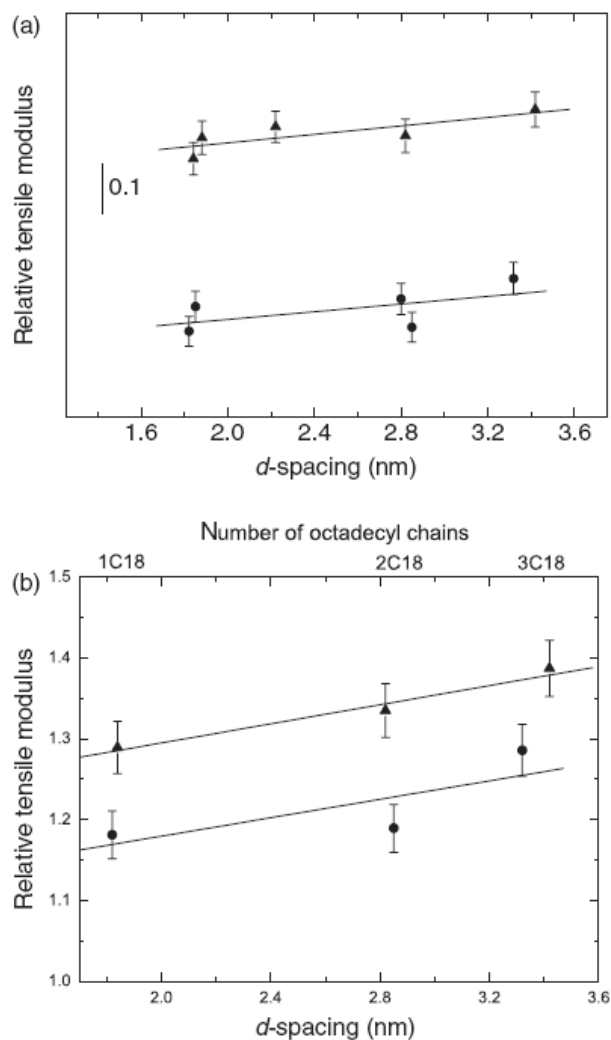 (a)
Relative tensile modulus
0.1
1.6 2.0 2.4 2.8 3.2 3.6
d-spacing (nm)
Number of octadecyl chains
1C18 2C18 3C18
(b)
1.5
1.4
1.3
1.2
1.1
1.0
Relative tensile modulus
2.0 2.4 2.8 3.2 3.6
d-spacing (nm)